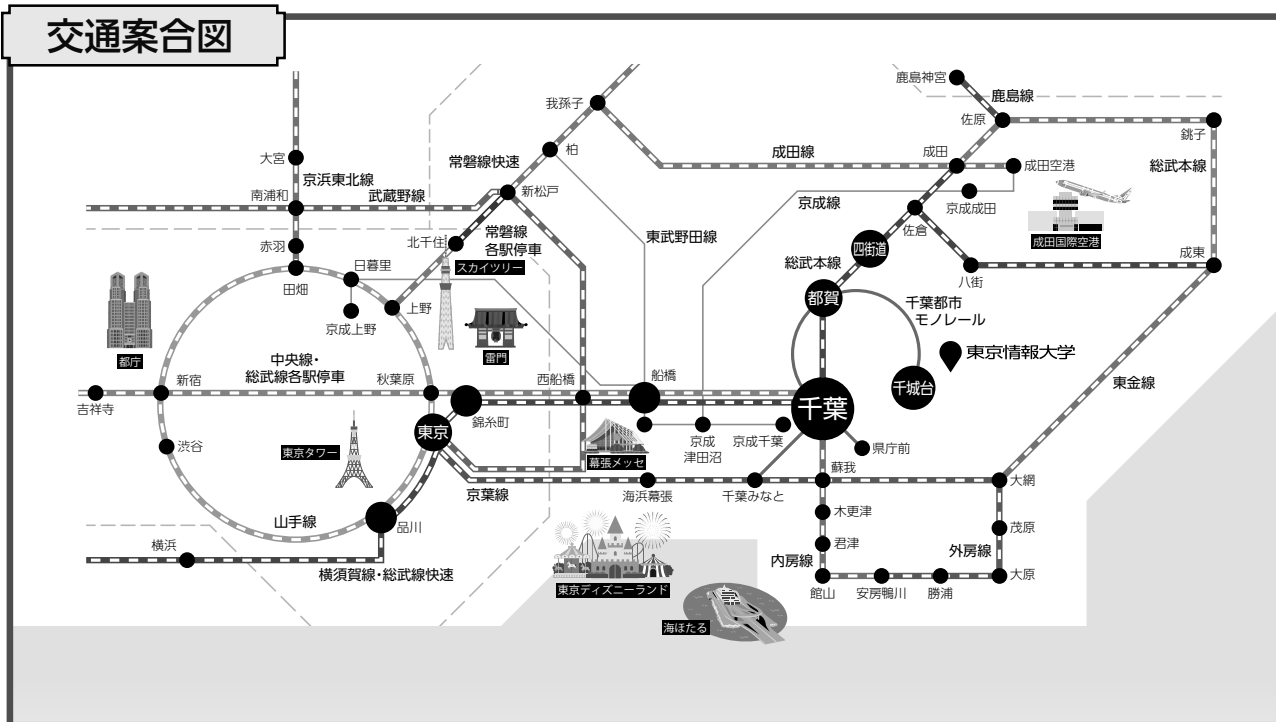 交通案合図
鹿島神宮
鹿島線
我孫子
佐原
銚子
大宮
柏
成田線
成田
成田空港
総武本線
常磐線快速
京浜東北線
南浦和
武蔵野線
新松戸
京成線
京成成田
赤羽
北千住
常磐線
各駅停車
東武野田線
佐倉
成田国際空港
四街道
スカイツリー
日暮里
総武本線
八街
成東
田畑
都賀
千葉都市
モノレール
上野
京成上野
東京情報大学
都庁
雷門
中央線・
総武線各駅停車
新宿
秋葉原
西船橋
船橋
千城台
東金線
吉祥寺
錦糸町
千葉
東京
渋谷
東京タワー
京成
津田沼
京成千葉
県庁前
幕張メッセ
蘇我
京葉線
海浜幕張
千葉みなと
大網
山手線
品川
木更津
茂原
横浜
君津
内房線
外房線
横須賀線・総武線快速
東京ディズニーランド
館山
安房鴨川
勝浦
大原
海ほたる